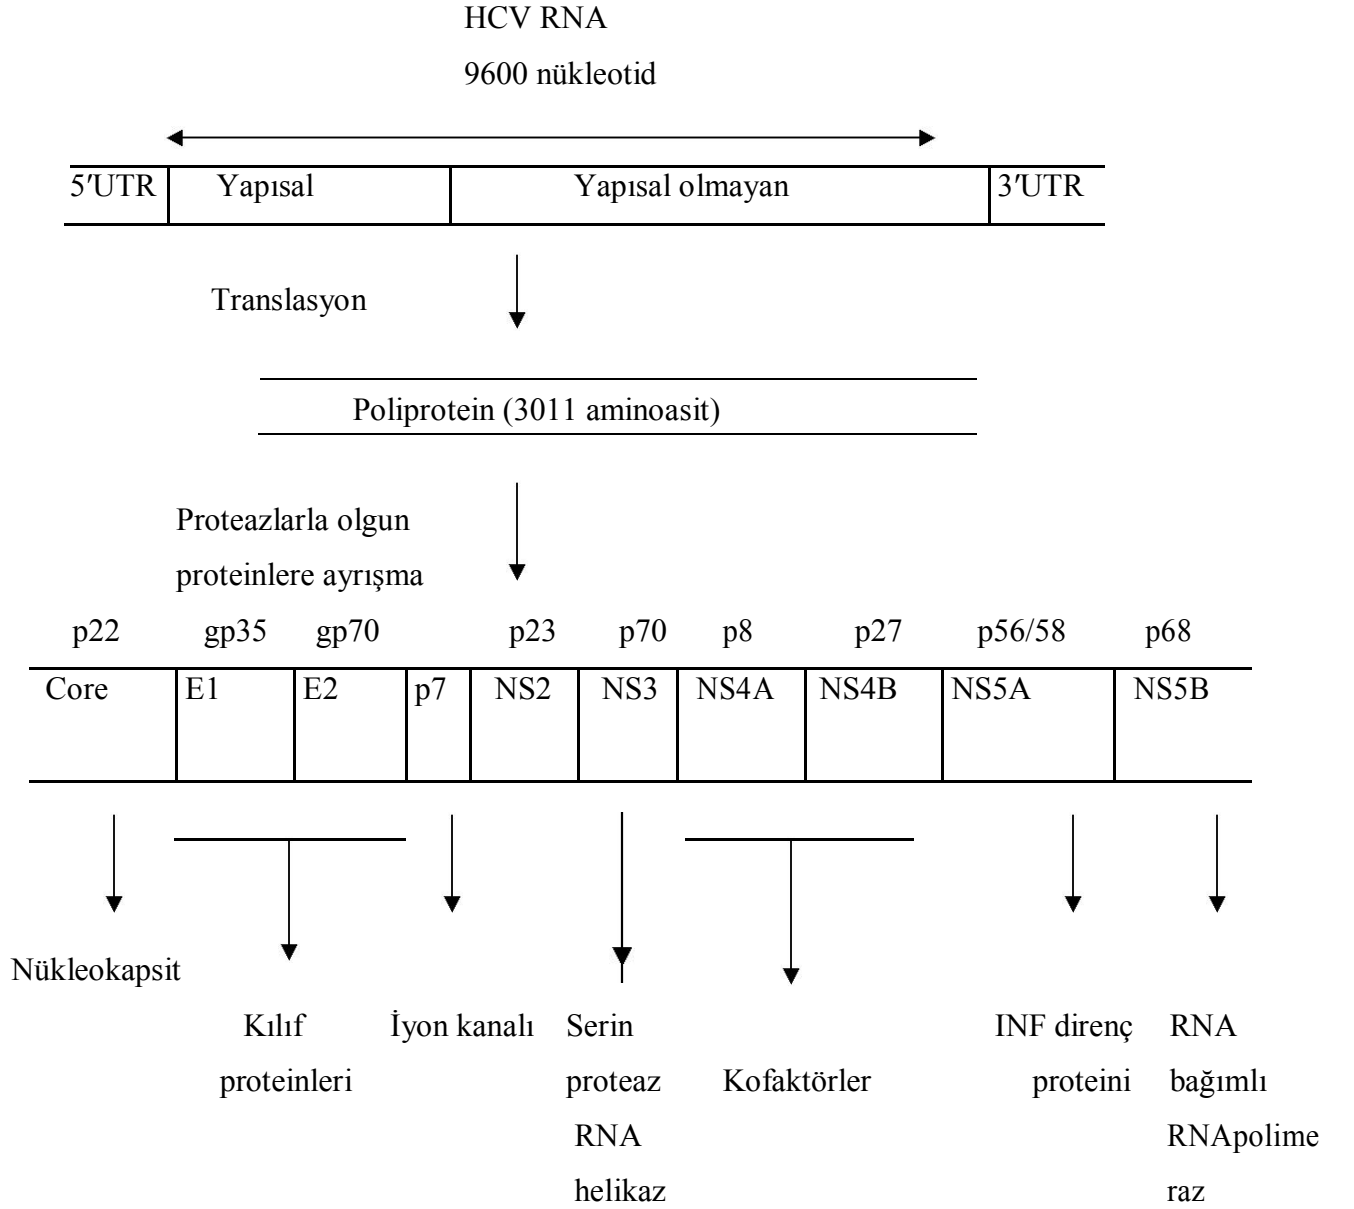 HCV RNA
9600 nükleotid
5'UTR Yapısal Yapısal olmayan 3'UTR
Translasyon
Poliprotein (3011 aminoasit)
Proteazlarla olgun
proteinlere ayrışma
p22 gp35 gp70 p23 p70 p8 p27 p56/58 p68
Core E1 E2 p7 NS2 NS3 NS4A NS4B NS5A NS5B
Nükleokapsit
Kılıf İyon kanalı Serin INF direnç RNA
proteinleri proteaz Kofaktörler proteini bağımlı
RNA RNApolime
helikaz raz